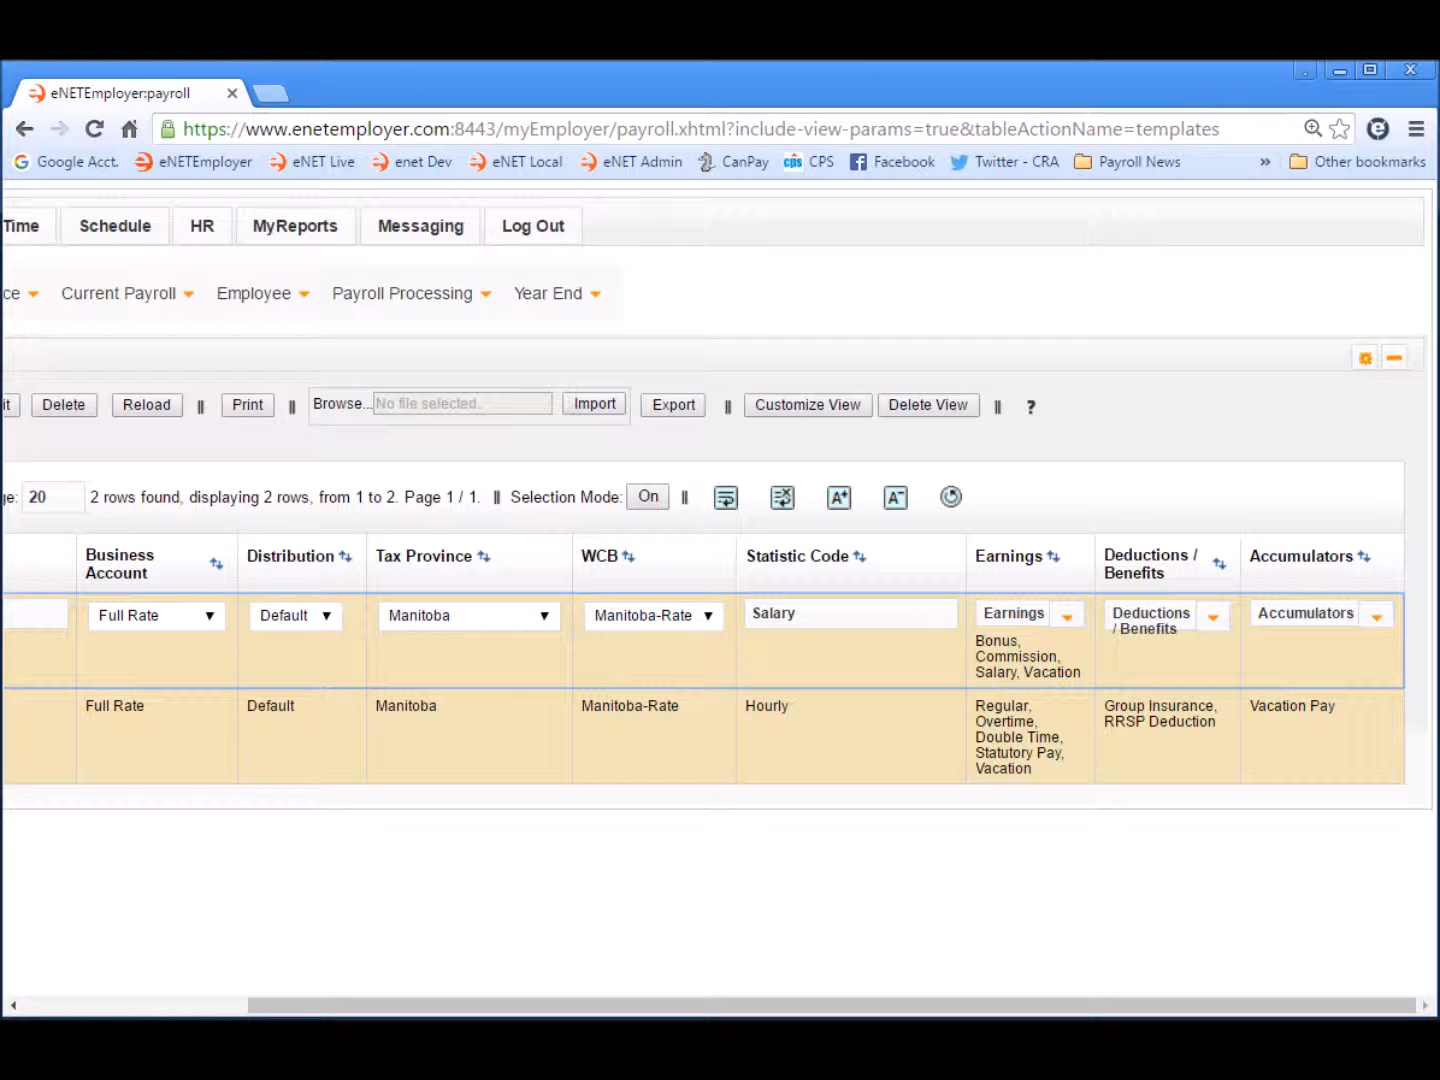 eNETEmployer:payroll
https://www.enetemployer.com:8443/myEmployer/payroll.xhtml?include-view-params=true&tableActionName=templates
Google Acct. eNETEmployer eNET Live enet Dev eNET Local eNET Admin CanPay cps CPS Facebook Twitter - CRA Payroll News » Other bookmarks
Time Schedule HR MyReports Messaging Log Out
ce Current Payroll Employee Payroll Processing Year End
it Delete Reload || Print || Browse... No file selected. Import Export || Customize View Delete View || ?
ge: 20 2 rows found, displaying 2 rows, from 1 to 2. Page 1 / 1. || Selection Mode: On || A+ A-
Business Account Distribution Tax Province WCB Statistic Code Earnings Deductions / Benefits Accumulators
Full Rate Default Manitoba Manitoba-Rate Salary Earnings Deductions / Benefits Accumulators
Bonus,
Commission,
Salary, Vacation
Full Rate Default Manitoba Manitoba-Rate Hourly Regular, Group Insurance, Vacation Pay
Overtime, RRSP Deduction
Double Time,
Statutory Pay,
Vacation